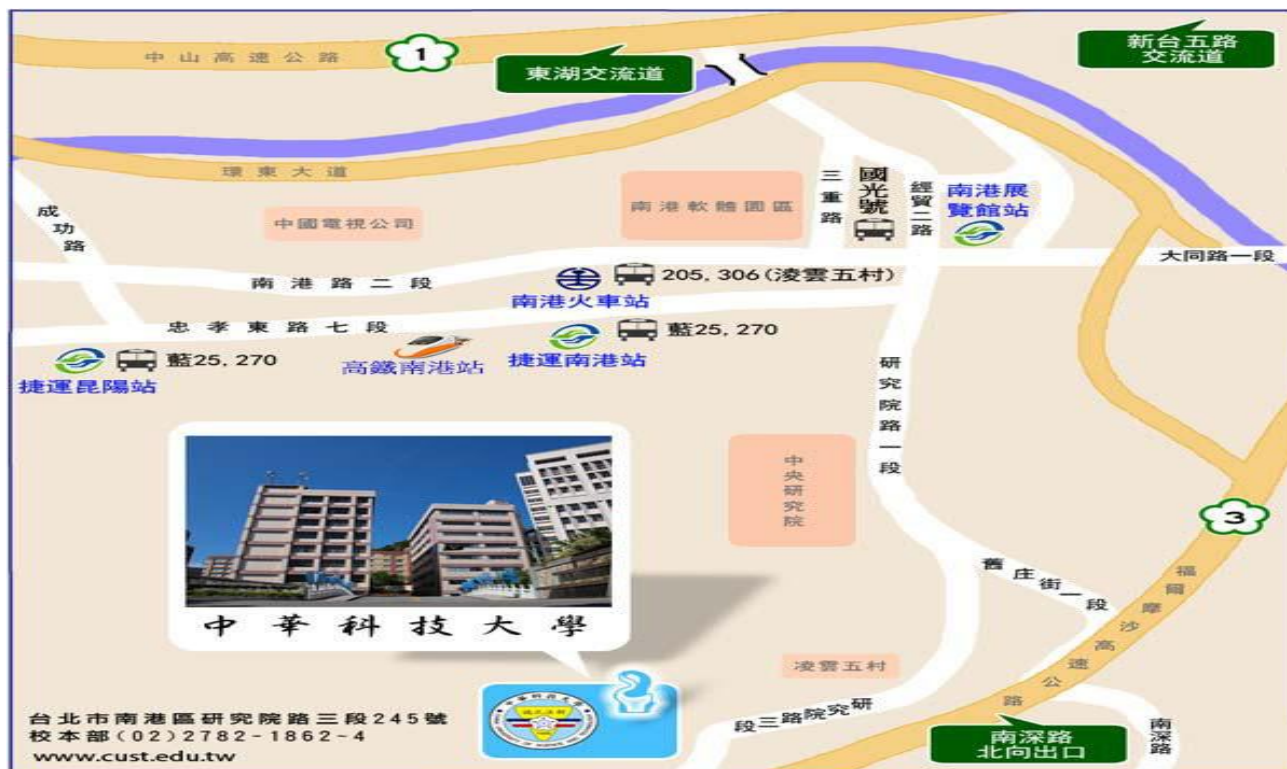 中山高速公路
1
東湖交流道
新台五路
交流道
環東大道
成功路
中國電視公司
南港軟體園區
三重路
國光號
經貿二路
南港展
覽館站
大同路一段
南港路二段
205, 306(淩雲五村)
南港火車站
忠孝東路七段
藍25, 270
捷運昆陽站
高鐵南港站
藍25, 270
捷運南港站
研究院路一段
中央研究院
3
中華科技大學
舊庄街一段
福爾摩沙高速公路
凌雲五村
研究院路三段
南深路
南深路
北向出口
台北市南港區研究院路三段245號
校本部(02)2782-1862~4
www.cust.edu.tw